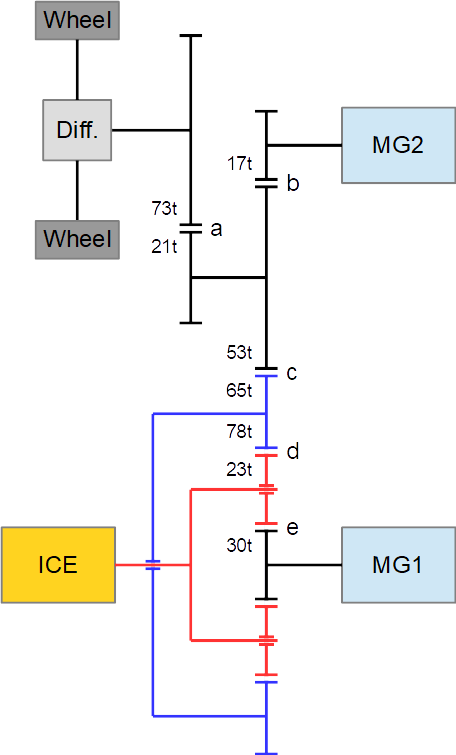 Wheel
Diff.
MG2
17t
b
73t
a
Wheel
21t
53t
c
65t
78t
d
23t
e
30t
ICE
MG1